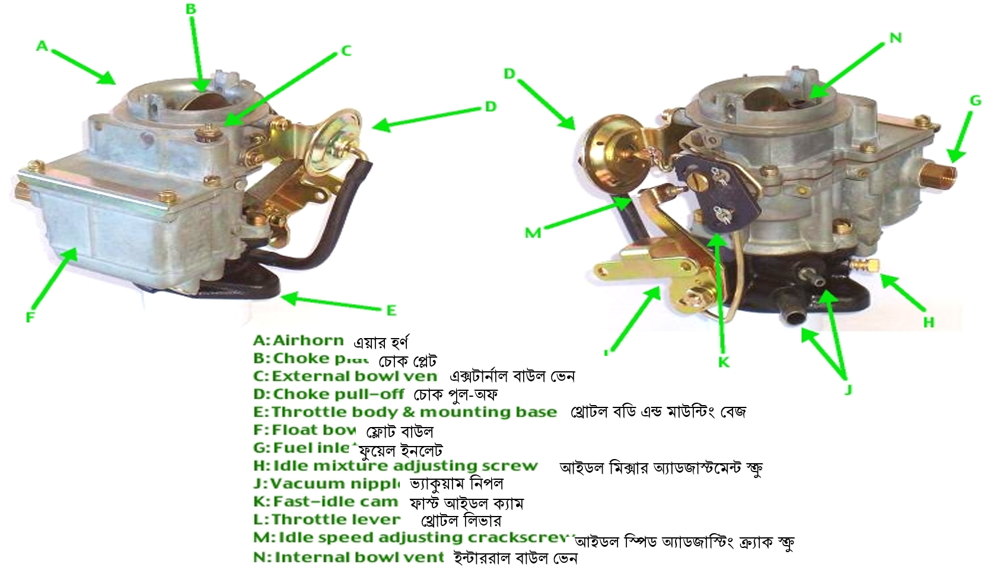 B
A
C
D
F
E
N
D
G
M
H
K
J
A: Airhorn এয়ার হর্ণ
B: Choke চোক প্লেট
C: External bowl ven এক্সটার্নাল বাউল ভেন
D: Choke pull-off চোক পুল-অফ
E: Throttle body & mounting base থ্রোটল বডি এন্ড মাউন্টিং বেজ
F: Float bow ফ্লোট বাউল
G: Fuel inlet ফুয়েল ইনলেট
H: Idle mixture adjusting screw আইডল মিক্সার অ্যাডজাস্টমেন্ট স্ক্রু
J: Vacuum nippl ভ্যাকুয়াম নিপল
K: Fast-idle cam ফাস্ট আইডল ক্যাম
L: Throttle lever থ্রোটল লিভার
M: Idle speed adjusting crackscrew আইডল স্পিড অ্যাডজাস্টিং ক্র্যাক স্ক্রু
N: Internal bowl vent ইন্টাররাল বাউল ভেন